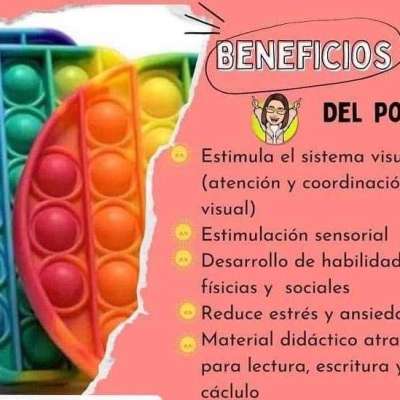 BENEFICIOS
DEL PO
Estimula el sistema visu
(atención y coordinació
visual)
Estimulación sensorial
Desarrollo de habilidad
físicias y sociales
Reduce estrés y ansieda
Material didáctico atra
para lectura, escritura y
cáclulo